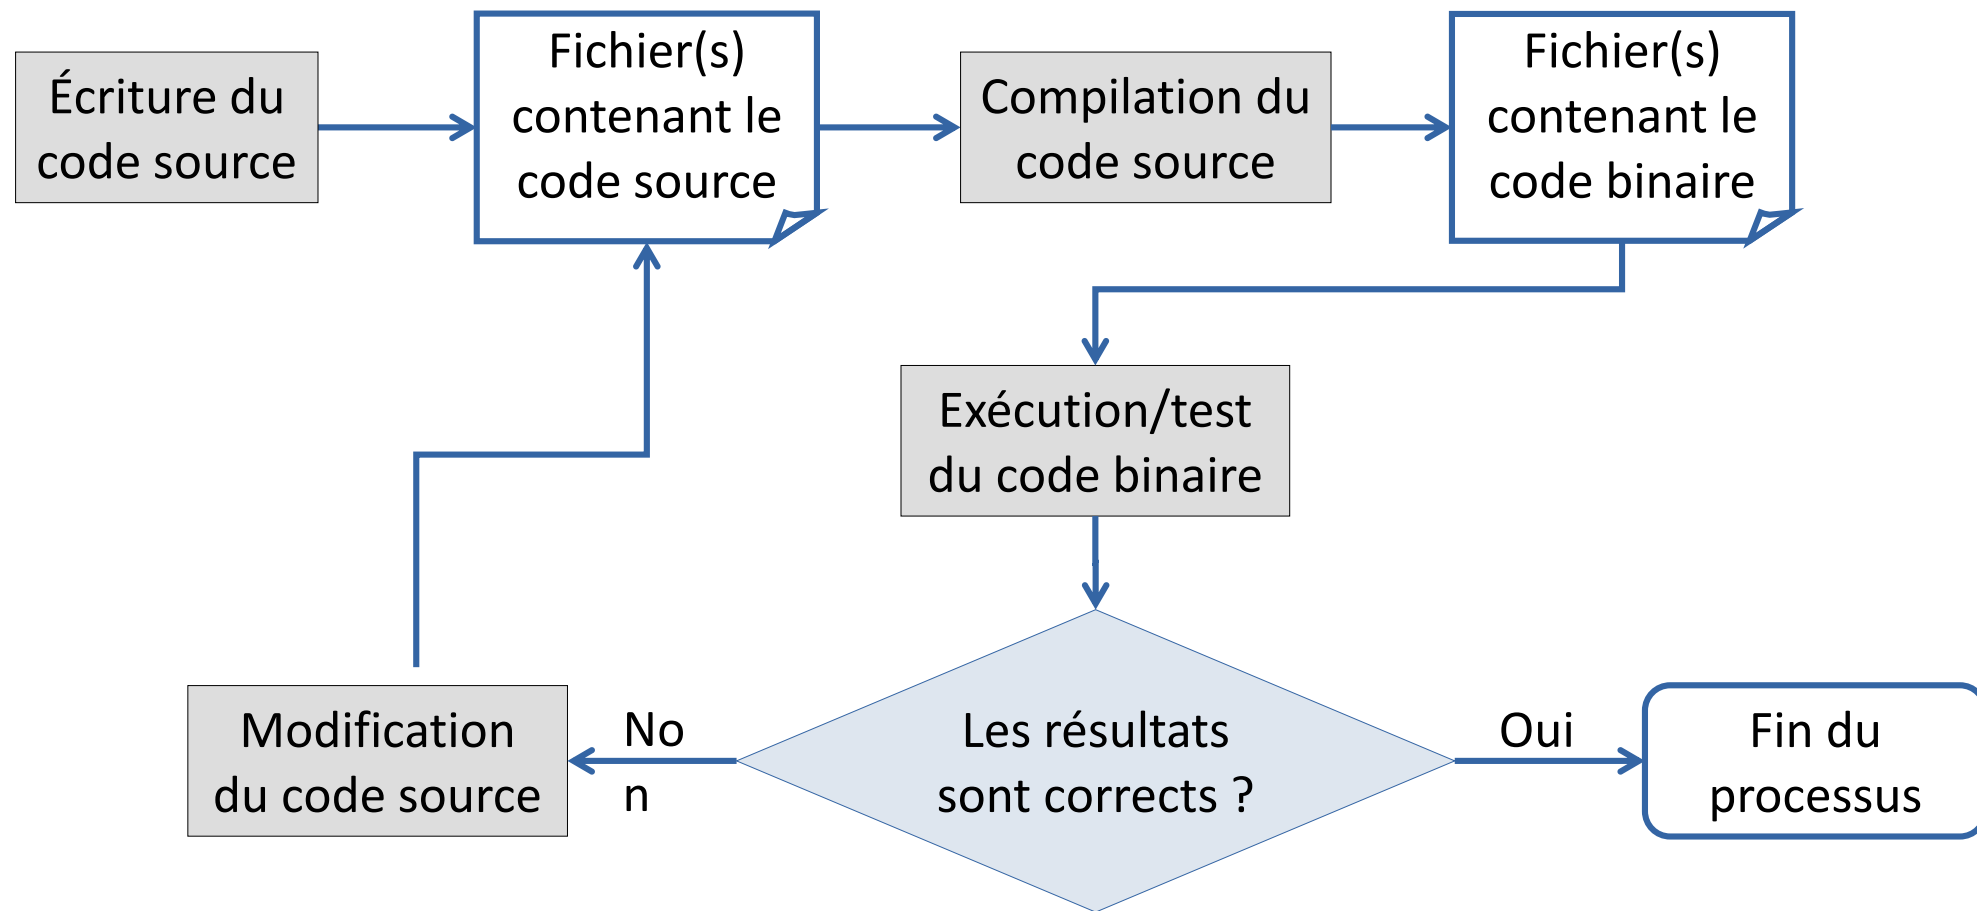 Écriture du
code source
Fichier(s)
contenant le
code source
Compilation du
code source
Fichier(s)
contenant le
code binaire
Exécution/test
du code binaire
Les résultats
sont corrects ?
No
n
Modification
du code source
Oui
Fin du
processus